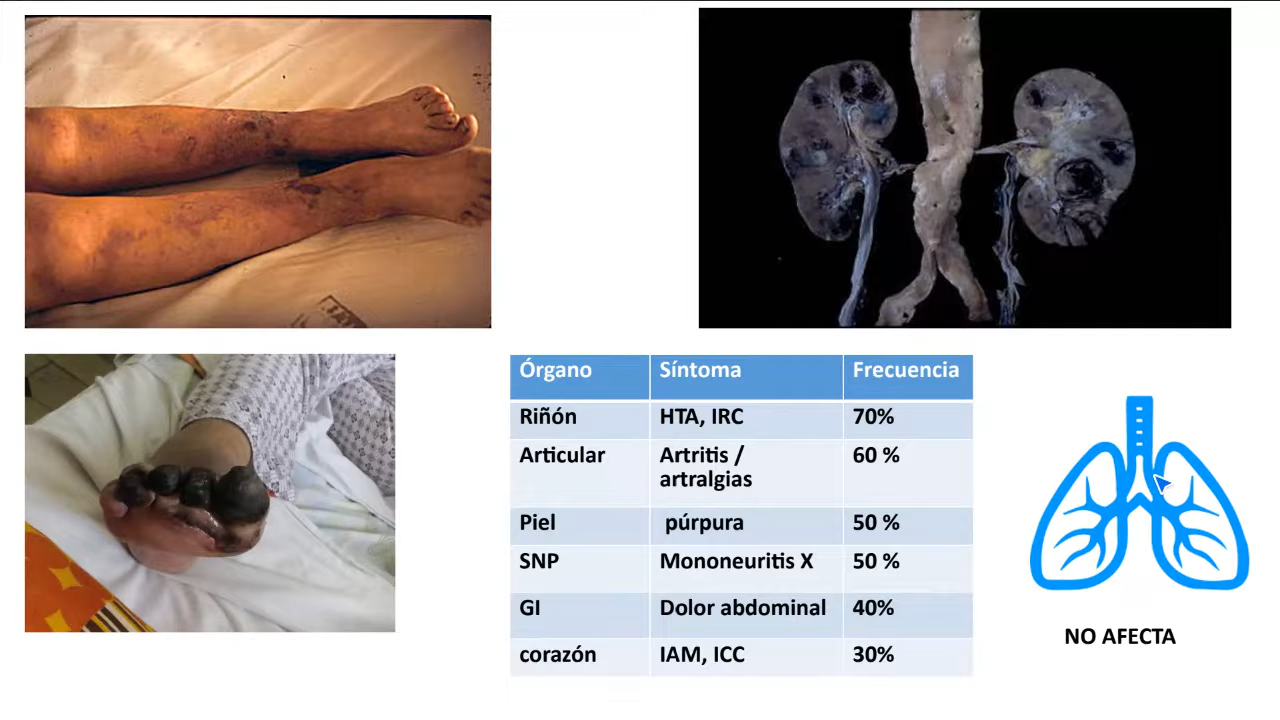 Órgano Síntoma Frecuencia
Riñón HTA, IRC 70%
Articular Artritis / 60 %
artralgias
Piel púrpura 50 %
SNP Mononeuritis X 50 %
GI Dolor abdominal 40%
corazón IAM, ICC 30%
NO AFECTA